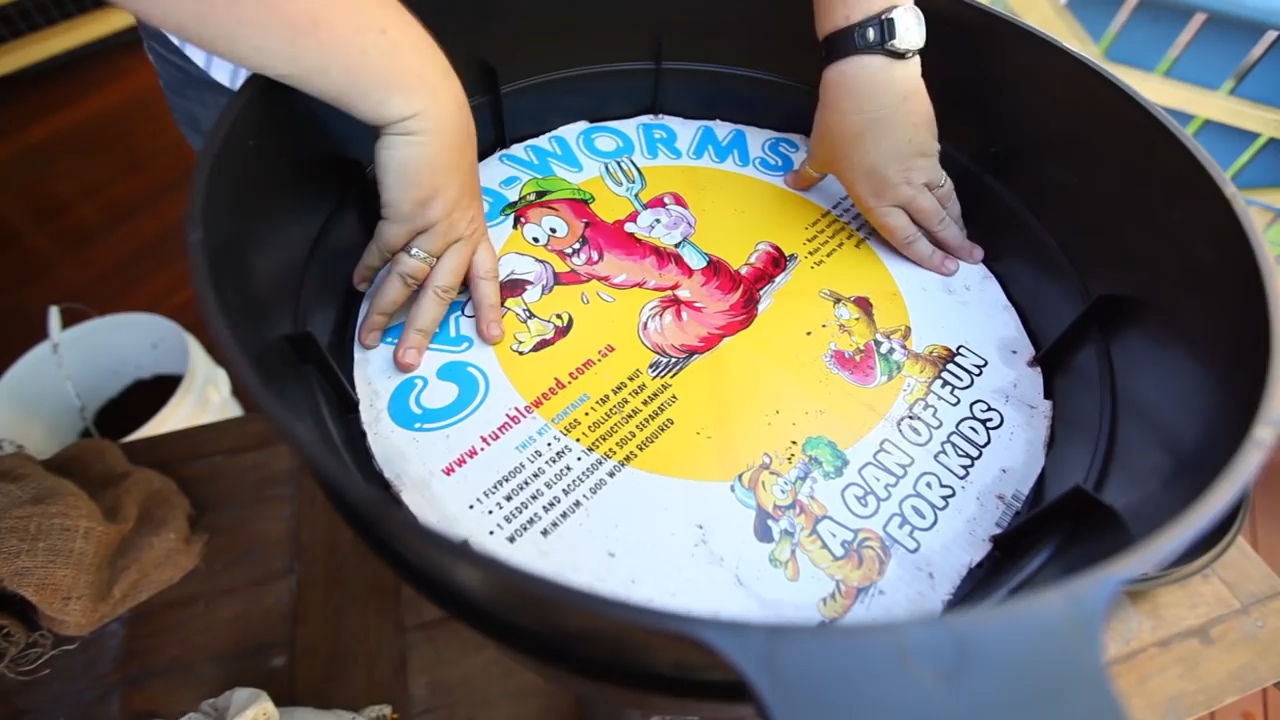 CA
O-WORMS
www.tumbleweed.com.au
THIS KIT CONTAINS
• 1 FLYPROOF LID • 5 LEGS • 1 TAP AND NUT
• 2 WORKING TRAYS • 1 COLLECTOR TRAY
• 1 BEDDING BLOCK • INSTRUCTIONAL MANUAL
WORMS AND ACCESSORIES SOLD SEPARATELY
MINIMUM 1,000 WORMS REQUIRED
A CAN OF FUN
FOR KIDS